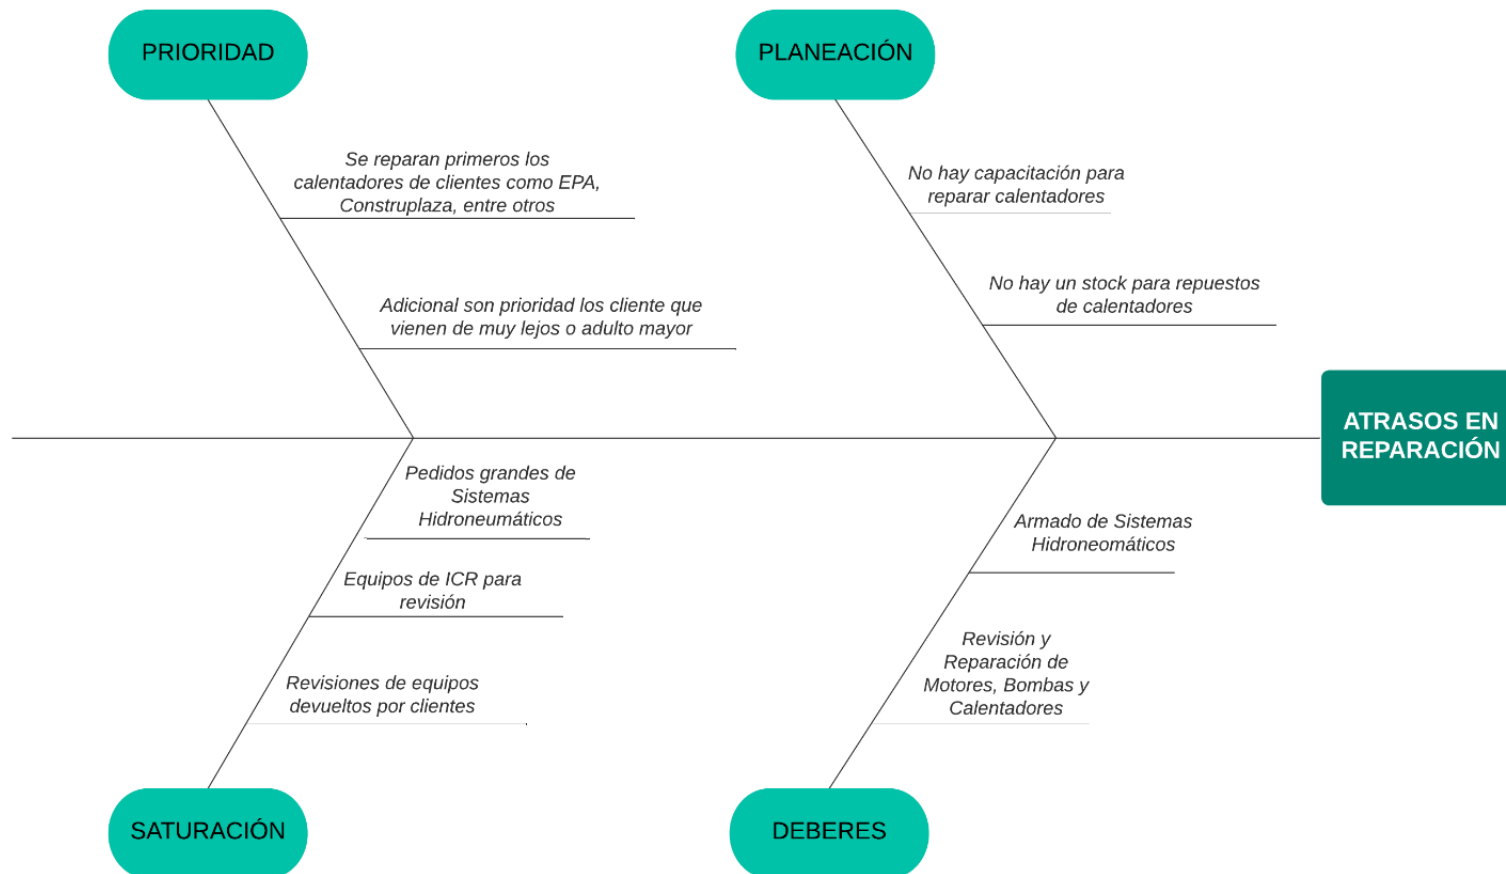 PRIORIDAD
PLANEACIÓN
Se reparan primeros los
calentadores de clientes como EPA,
Construplaza, entre otros
No hay capacitación para
reparar calentadores
Adicional son prioridad los cliente que
vienen de muy lejos o adulto mayor
No hay un stock para repuestos
de calentadores
ATRASOS EN
REPARACIÓN
Pedidos grandes de
Sistemas
Hidroneumáticos
Equipos de ICR para
revisión
Revisiones de equipos
devueltos por clientes
Armado de Sistemas
Hidroneomáticos
Revisión y
Reparación de
Motores, Bombas y
Calentadores
SATURACIÓN
DEBERES